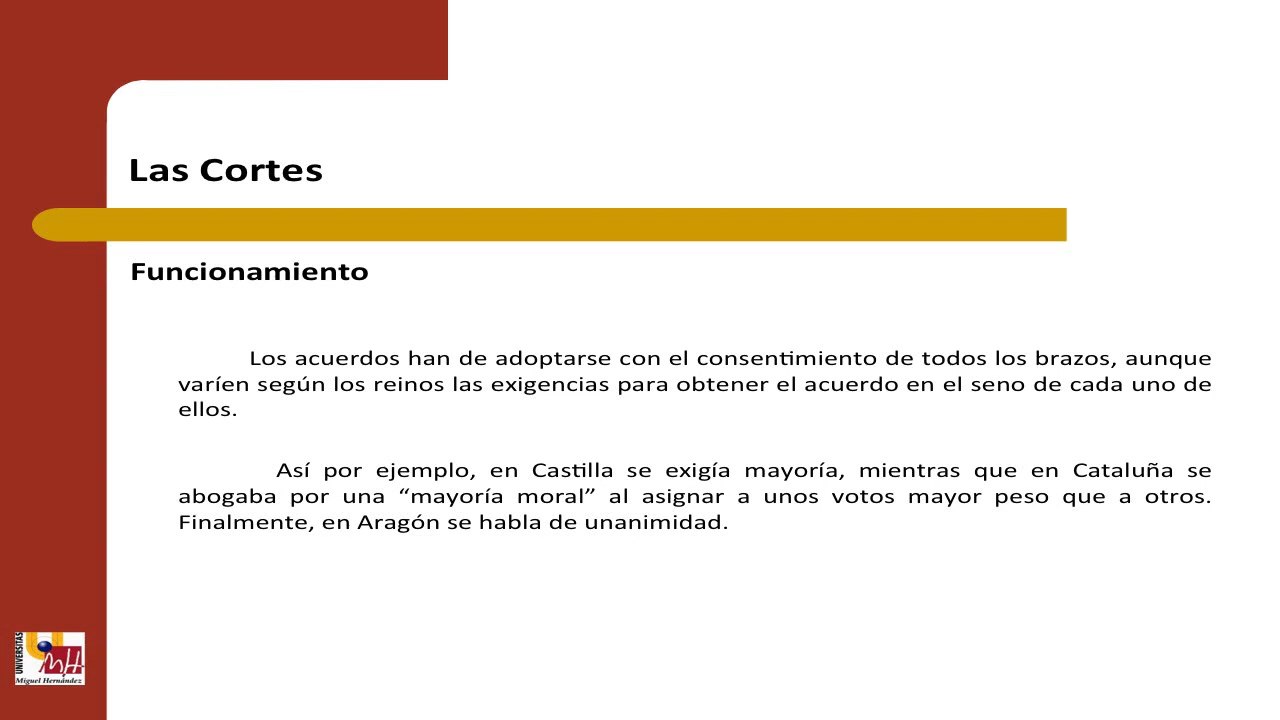 Las Cortes
Funcionamiento
Los acuerdos han de adoptarse con el consentimiento de todos los brazos, aunque
varíen según los reinos las exigencias para obtener el acuerdo en el seno de cada uno de
ellos.
Así por ejemplo, en Castilla se exigía mayoría, mientras que en Cataluña se
abogaba por una “mayoría moral” al asignar a unos votos mayor peso que a otros.
Finalmente, en Aragón se habla de unanimidad.
UNIVERSITAS
MH
Miguel Hernández